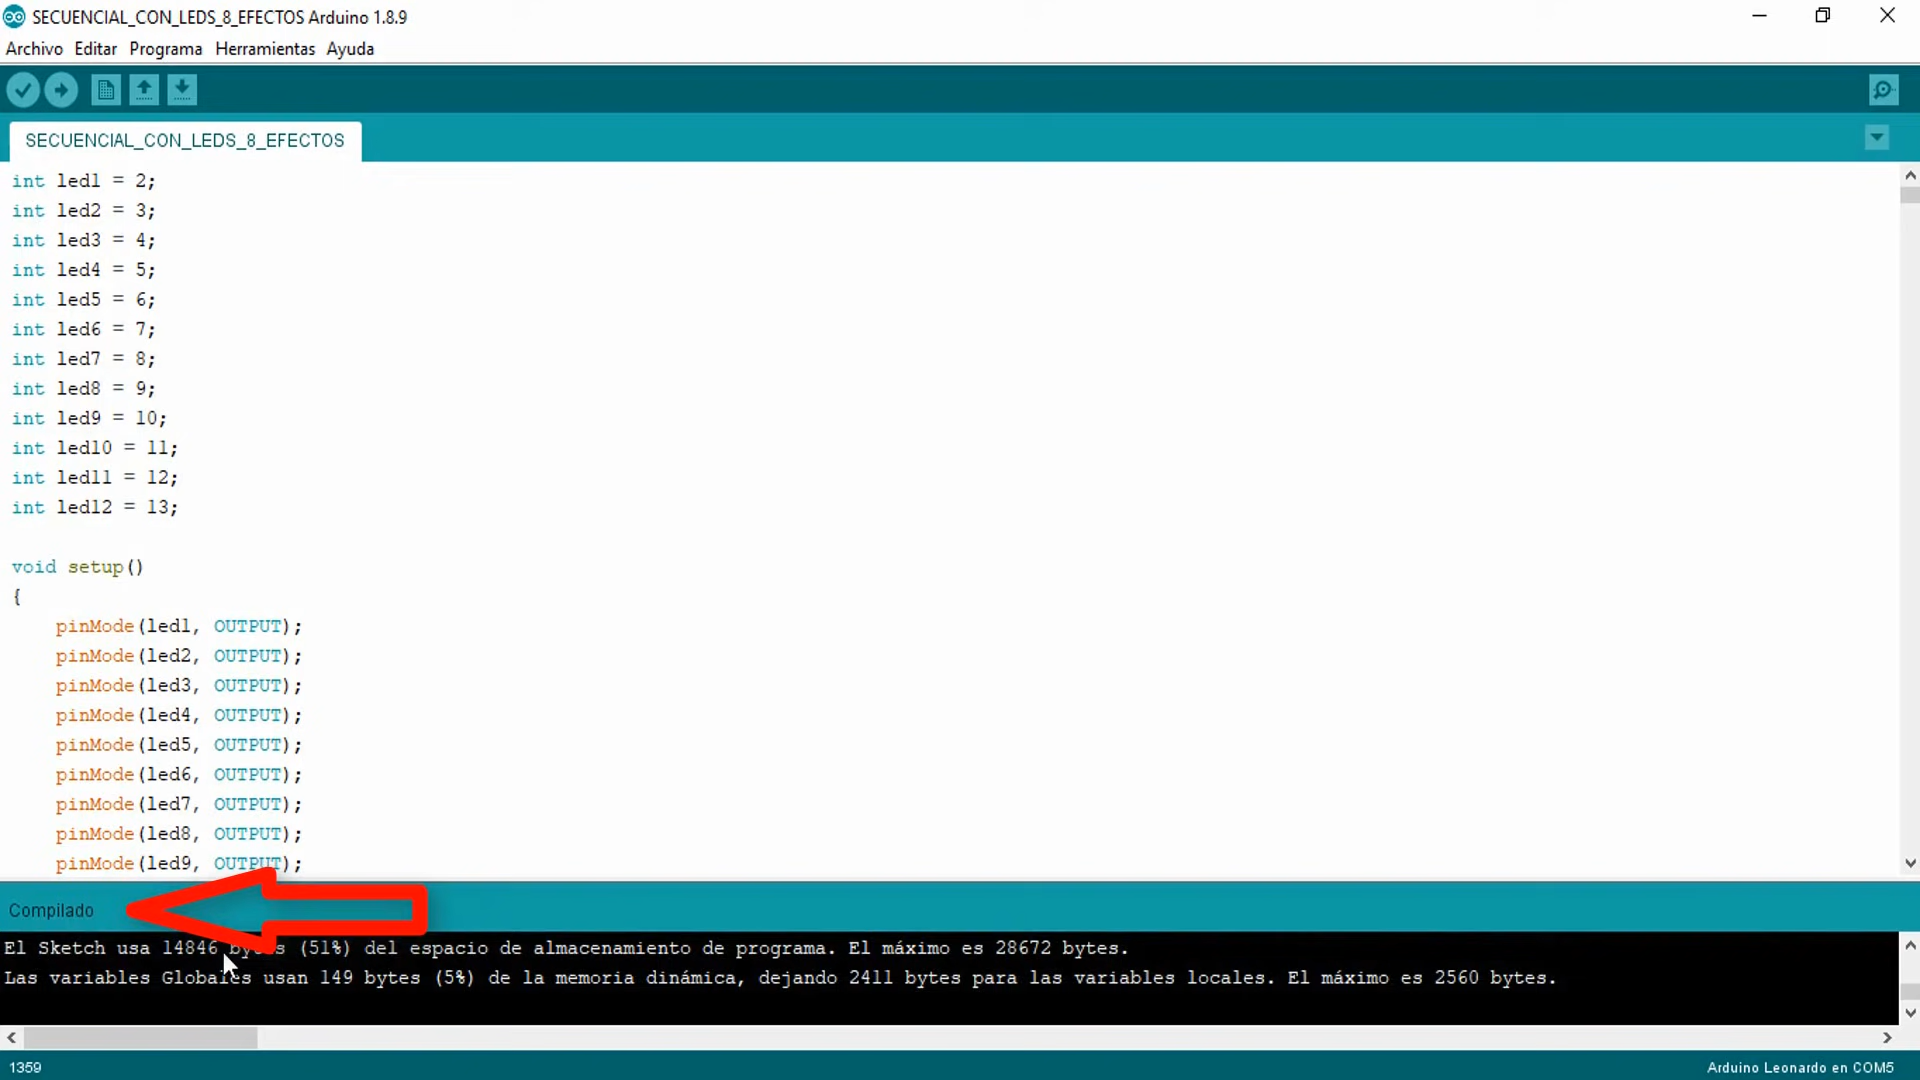 SECUENCIAL_CON_LEDS_8_EFECTOS Arduino 1.8.9
Archivo Editar Programa Herramientas Ayuda
SECUENCIAL_CON_LEDS_8_EFECTOS
int led1 = 2;
int led2 = 3;
int led3 = 4;
int led4 = 5;
int led5 = 6;
int led6 = 7;
int led7 = 8;
int led8 = 9;
int led9 = 10;
int led10 = 11;
int led11 = 12;
int led12 = 13;
void setup()
{
pinMode(led1, OUTPUT);
pinMode(led2, OUTPUT);
pinMode(led3, OUTPUT);
pinMode(led4, OUTPUT);
pinMode(led5, OUTPUT);
pinMode(led6, OUTPUT);
pinMode(led7, OUTPUT);
pinMode(led8, OUTPUT);
pinMode(led9, OUTPUT);
Compilado
El Sketch usa 14846 bytes (51%) del espacio de almacenamiento de programa. El máximo es 28672 bytes.
Las variables Globales usan 149 bytes (5%) de la memoria dinámica, dejando 2411 bytes para las variables locales. El máximo es 2560 bytes.
1359
Arduino Leonardo en COM5